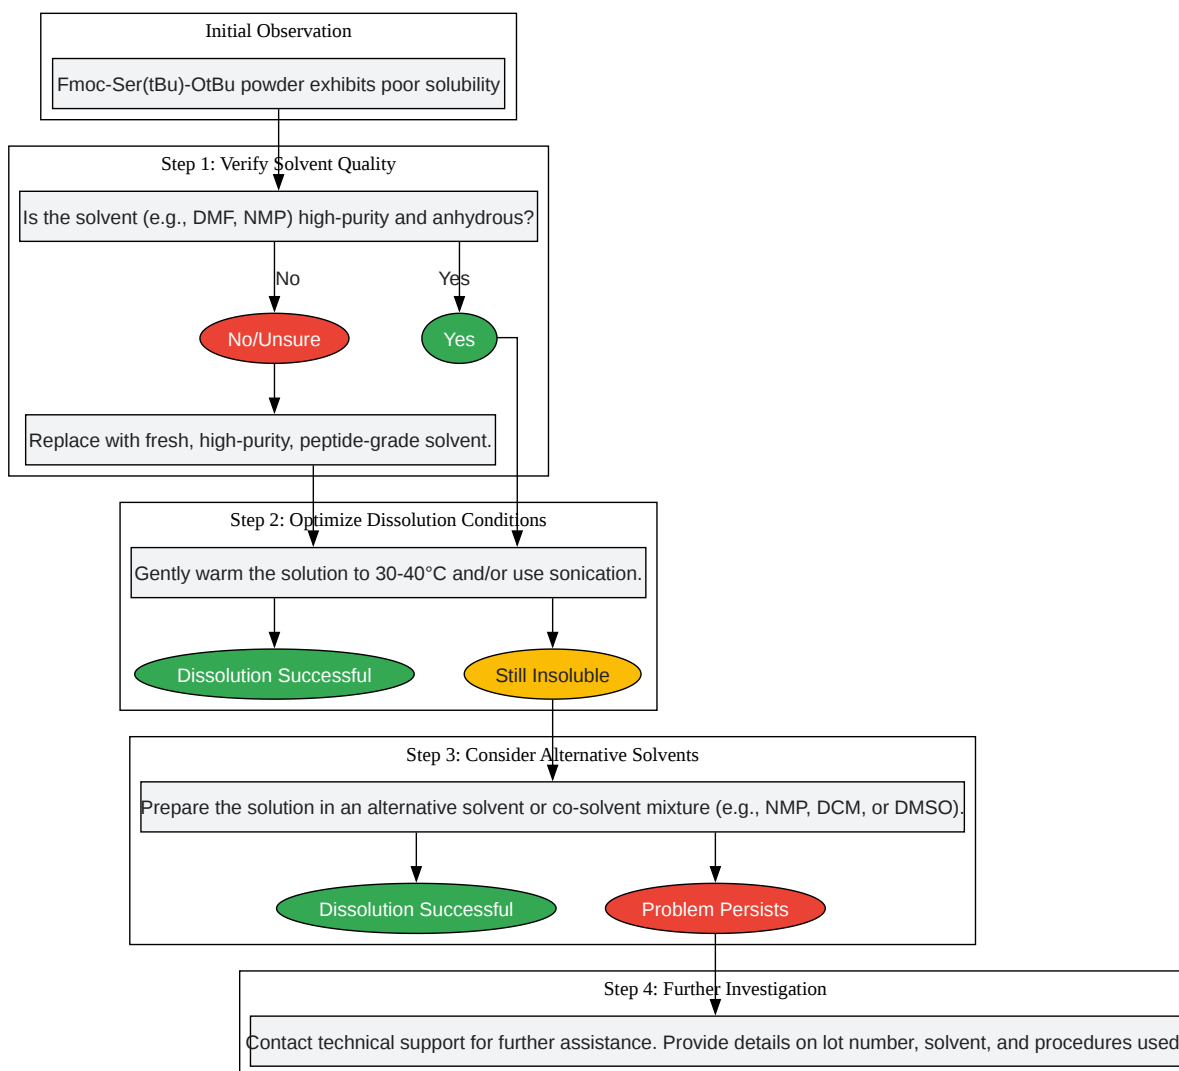 Initial Observation
Fmoc-Ser(tBu)-OtBu powder exhibits poor solubility
Step 1: Verify Solvent Quality
Is the solvent (e.g., DMF, NMP) high-purity and anhydrous?
No
Yes
No/Unsure
Yes
Replace with fresh, high-purity, peptide-grade solvent.
Step 2: Optimize Dissolution Conditions
Gently warm the solution to 30-40°C and/or use sonication.
Dissolution Successful
Still Insoluble
Step 3: Consider Alternative Solvents
Prepare the solution in an alternative solvent or co-solvent mixture (e.g., NMP, DCM, or DMSO).
Dissolution Successful
Problem Persists
Step 4: Further Investigation
Contact technical support for further assistance. Provide details on lot number, solvent, and procedures used